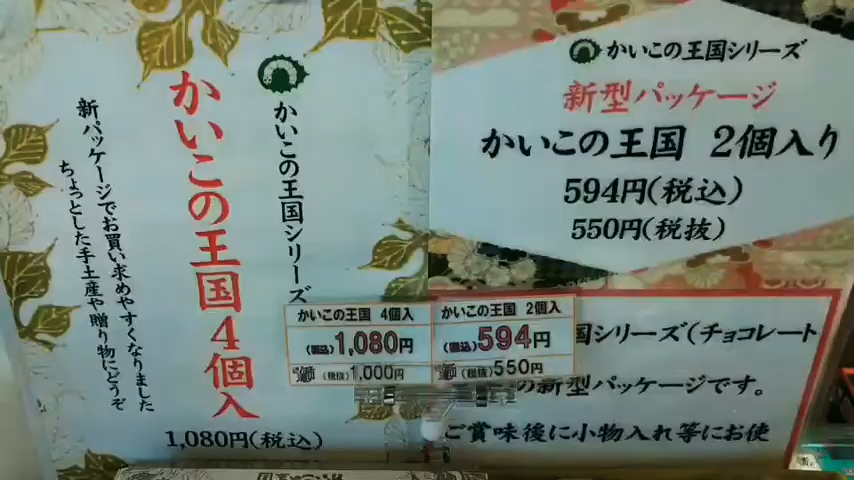 かいこの王国シリーズ
かいこの王国4個入
新パッケージでお買い求めやすくなりました
ちょっとした手土産や贈り物にどうぞ
1,080円(税込)
かいこの王国シリーズ
新型パッケージ
かいこの王国 2個入り
594円(税込)
550円(税抜)
かいこの王国 4個入
(税込)1,080円
(税抜)1,000円
かいこの王国 2個入
(税込)594円
(税抜)550円
国シリーズ(チョコレート
の新型パッケージです。
ご賞味後に小物入れ等にお使